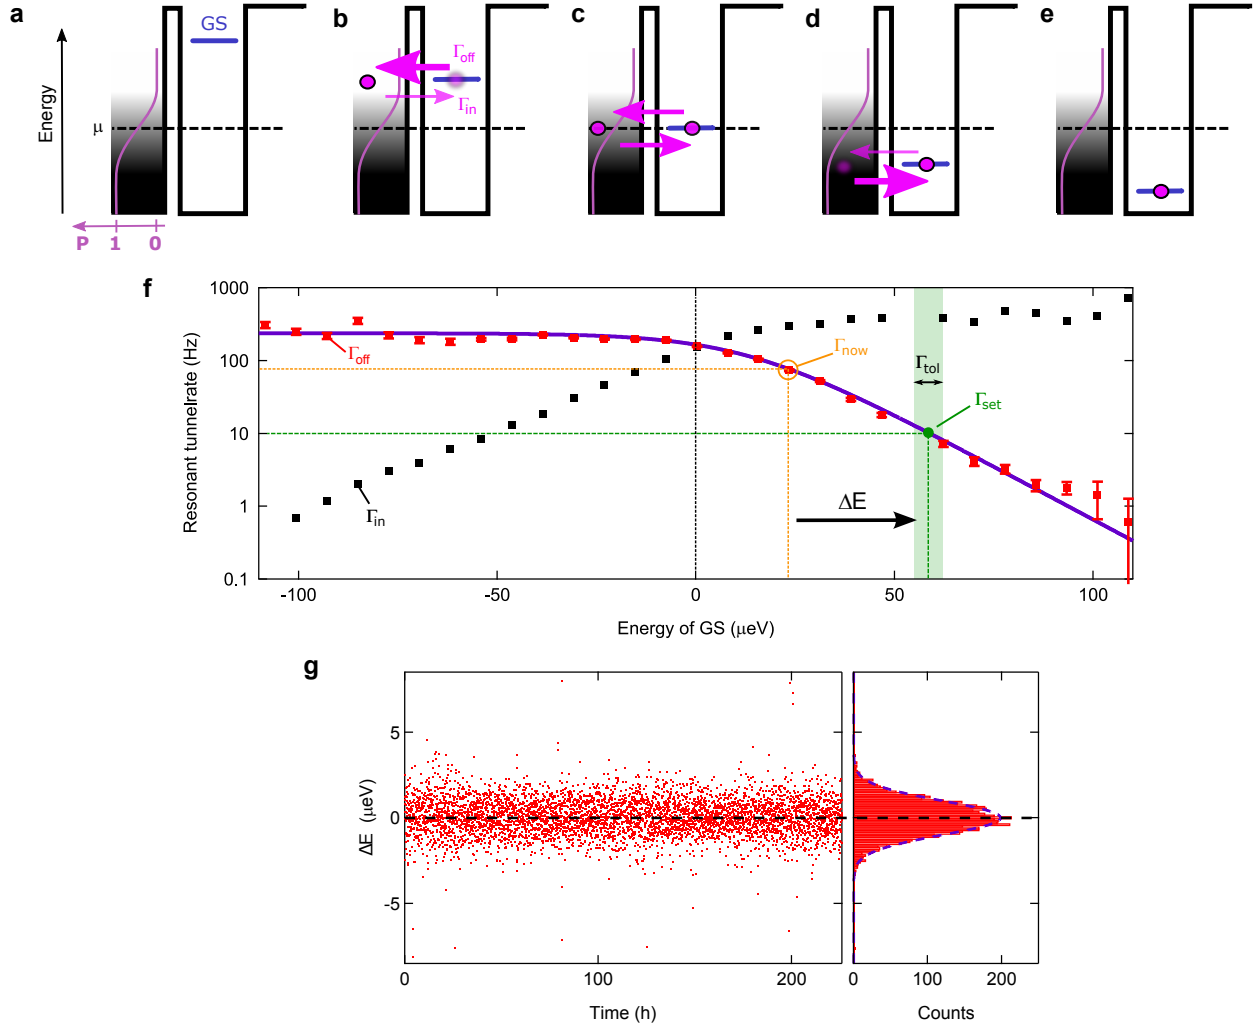 a
b
c
d
e
GS
Γoff
Γin
Energy
μ
P 1 0
f
1000
100
10
1
0.1
Resonant tunnelrate (Hz)
Γoff
Γin
Γnow
Γtol
Γset
ΔE
-100 -50 0 50 100
Energy of GS (μeV)
g
5
0
-5
ΔE (μeV)
0 100 200
Time (h)
0 100 200
Counts